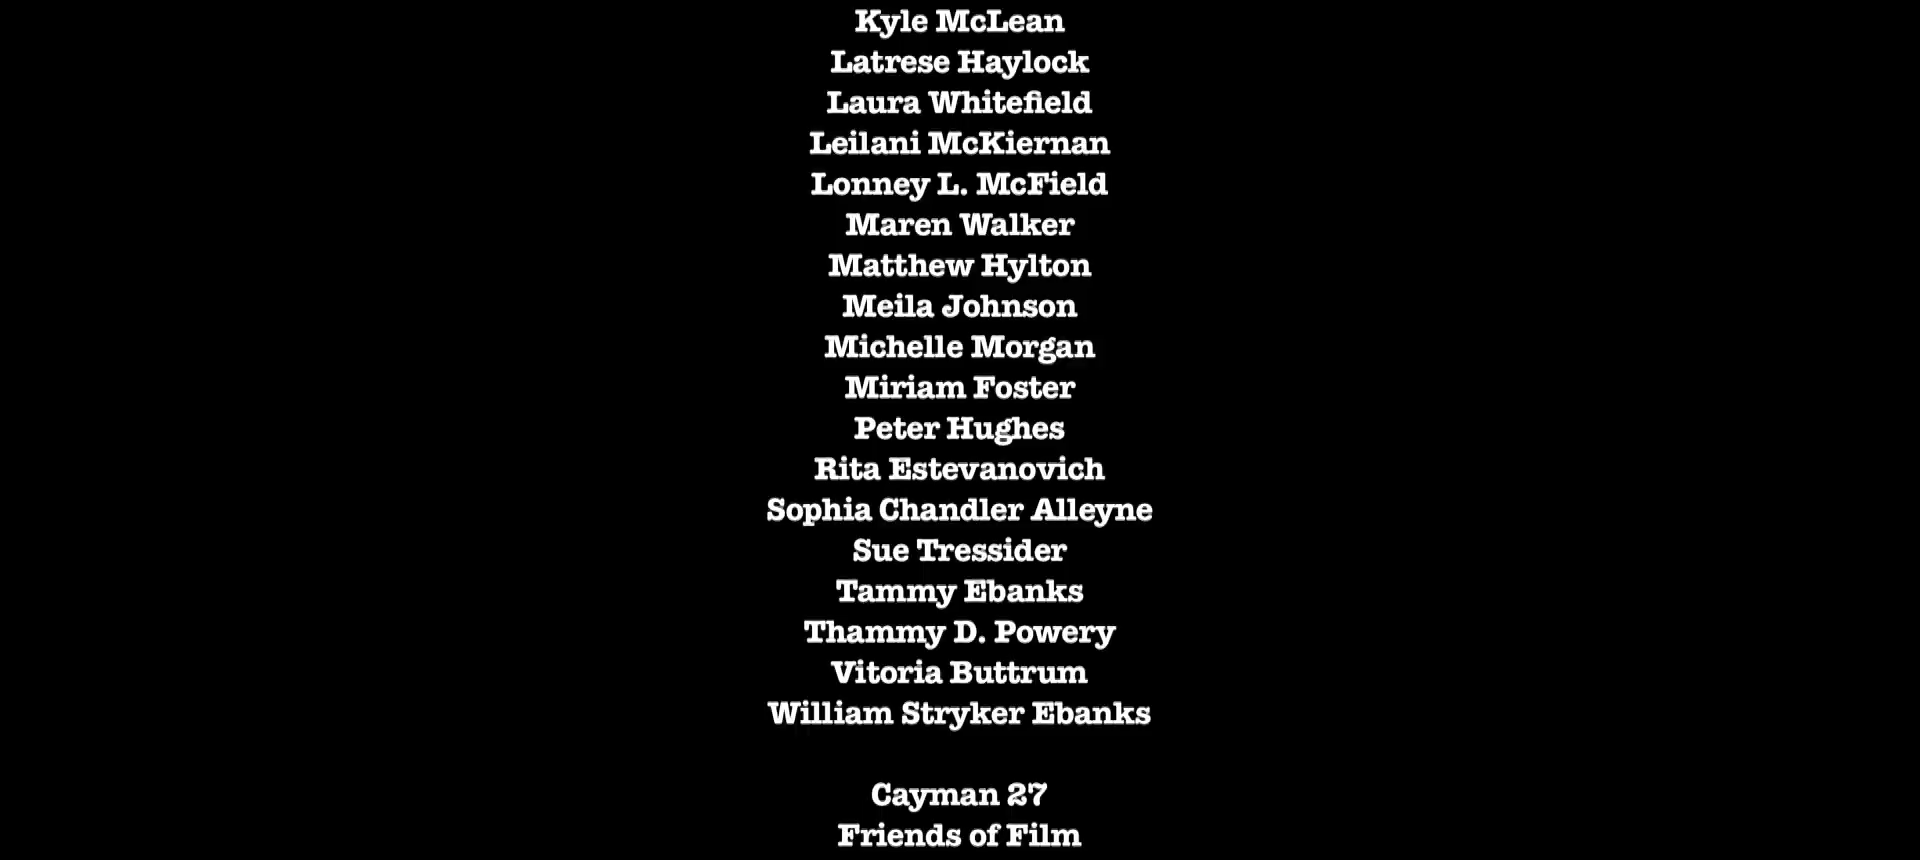 Kyle McLean
Latrese Haylock
Laura Whitefield
Leilani McKiernan
Lonney L. McField
Maren Walker
Matthew Hylton
Meila Johnson
Michelle Morgan
Miriam Foster
Peter Hughes
Rita Estevanovich
Sophia Chandler Alleyne
Sue Tressider
Tammy Ebanks
Thammy D. Powery
Vitoria Buttrum
William Stryker Ebanks
Cayman 27
Friends of Film